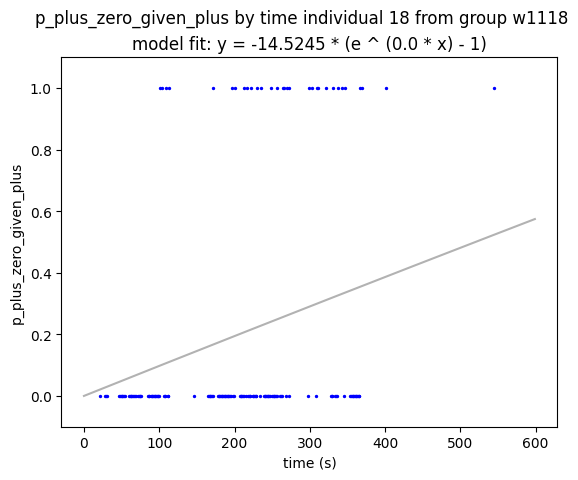 p_plus_zero_given_plus by time individual 18 from group w1118
model fit: y = -14.5245 * (e ^ (0.0 * x) - 1)
1.0
0.8
0.6
0.4
0.2
0.0
p_plus_zero_given_plus
0 100 200 300 400 500 600
time (s)